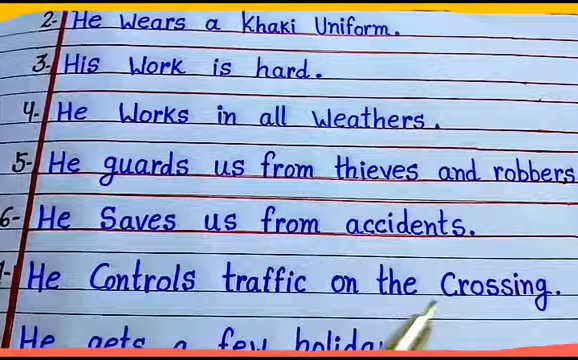 2- He Wears a Khaki Uniform.
3- His Work is hard.
4- He Works in all Weathers.
5- He guards us from thieves and robbers
6- He Saves us from accidents.
He Controls traffic on the Crossing.
He gets a few